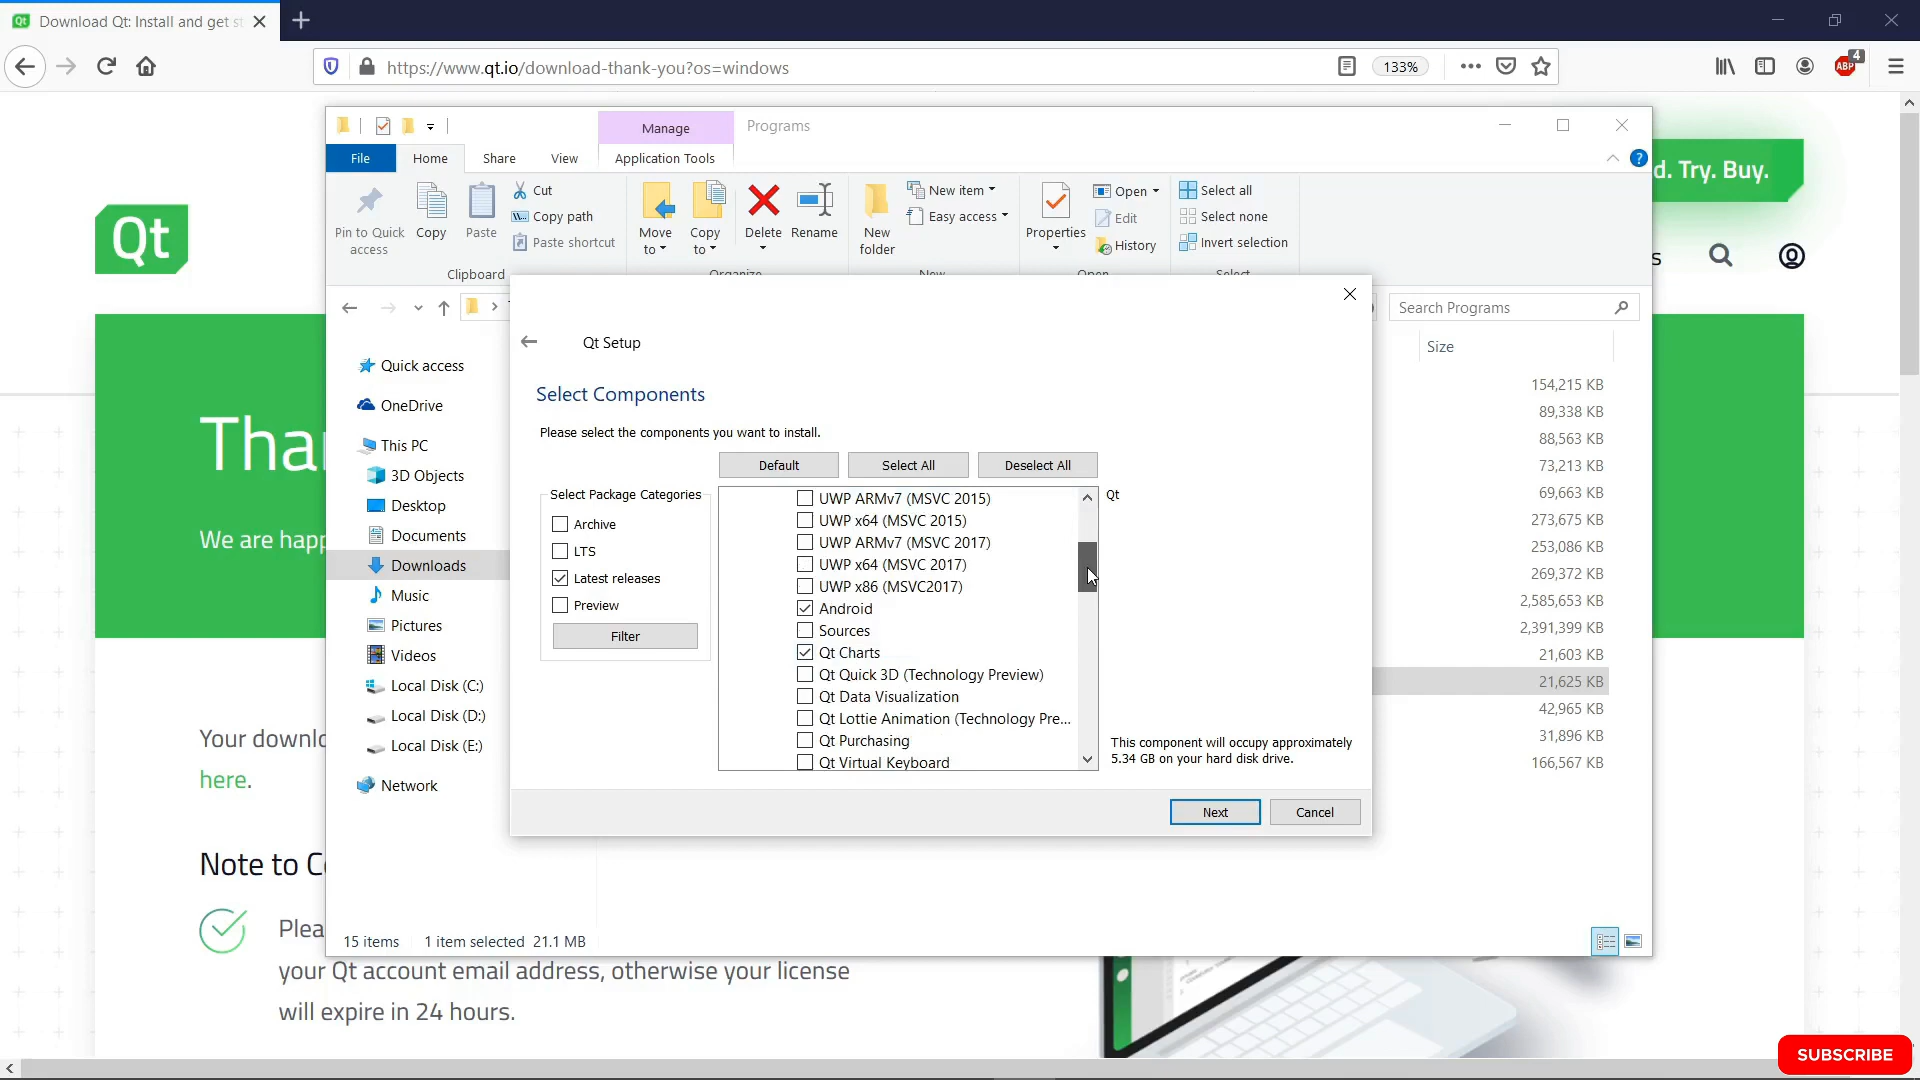 Download Qt: Install and get st
https://www.qt.io/download-thank-you?os=windows
133%
ABP
4
Manage
Programs
File
Home
Share
View
Application Tools
?
d. Try. Buy.
Pin to Quick access
Copy
Paste
Cut
Copy path
Paste shortcut
Move to
Copy to
Delete
Rename
New folder
New item
Easy access
Properties
Open
Edit
History
Select all
Select none
Invert selection
Clipboard
Organize
New
Open
Select
Qt
s
Search Programs
Size
Quick access
OneDrive
This PC
3D Objects
Desktop
Documents
Downloads
Music
Pictures
Videos
Local Disk (C:)
Local Disk (D:)
Local Disk (E:)
Network
Qt Setup
Select Components
Please select the components you want to install.
Default
Select All
Deselect All
Select Package Categories
Archive
LTS
Latest releases
Preview
Filter
UWP ARMv7 (MSVC 2015)
UWP x64 (MSVC 2015)
UWP ARMv7 (MSVC 2017)
UWP x64 (MSVC 2017)
UWP x86 (MSVC2017)
Android
Sources
Qt Charts
Qt Quick 3D (Technology Preview)
Qt Data Visualization
Qt Lottie Animation (Technology Pre...
Qt Purchasing
Qt Virtual Keyboard
Qt
This component will occupy approximately
5.34 GB on your hard disk drive.
Next
Cancel
154,215 KB
89,338 KB
88,563 KB
73,213 KB
69,663 KB
273,675 KB
253,086 KB
269,372 KB
2,585,653 KB
2,391,399 KB
21,603 KB
21,625 KB
42,965 KB
31,896 KB
166,567 KB
15 items
1 item selected 21.1 MB
Tha
We are happ
Your downlo
here.
Note to C
Plea
your Qt account email address, otherwise your license
will expire in 24 hours.
SUBSCRIBE